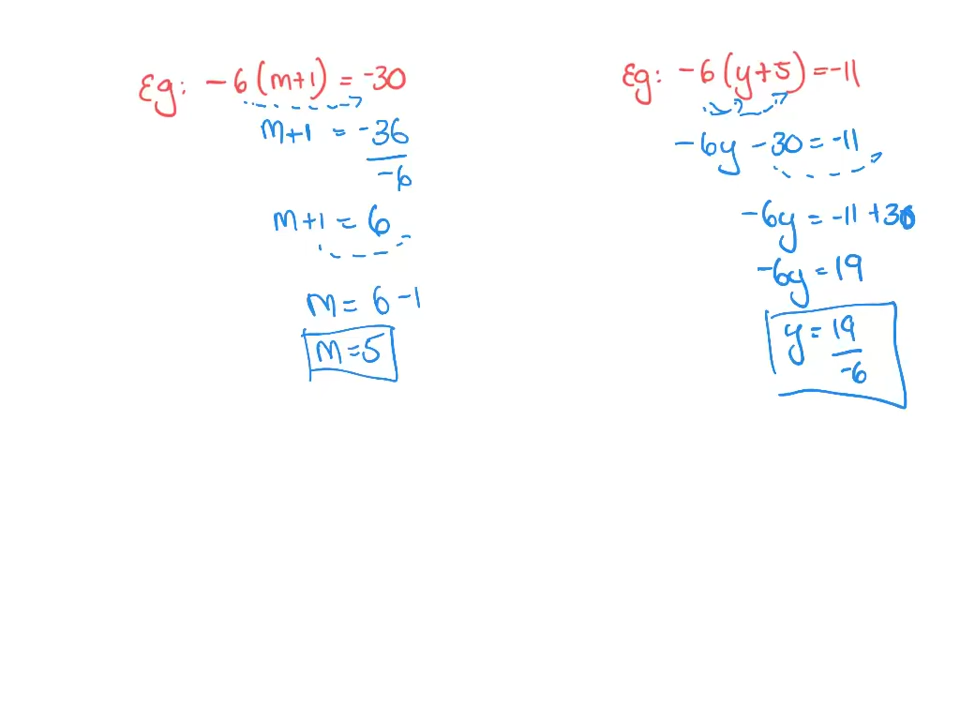 Eg: -6(m+1) = -30
m+1 = -36/-6
m+1 = 6
m = 6 - 1
m = 5
Eg: -6(y+5) = -11
-6y - 30 = -11
-6y = -11 + 30
-6y = 19
y = 19/-6